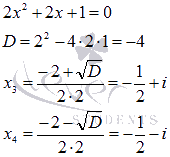 2x² + 2x + 1 = 0
D = 2² − 4·2·1 = −4
x₃ = (−2 + √D)/(2·2) = −1/2 + i
x₄ = (−2 − √D)/(2·2) = −1/2 − i
STUDENTS